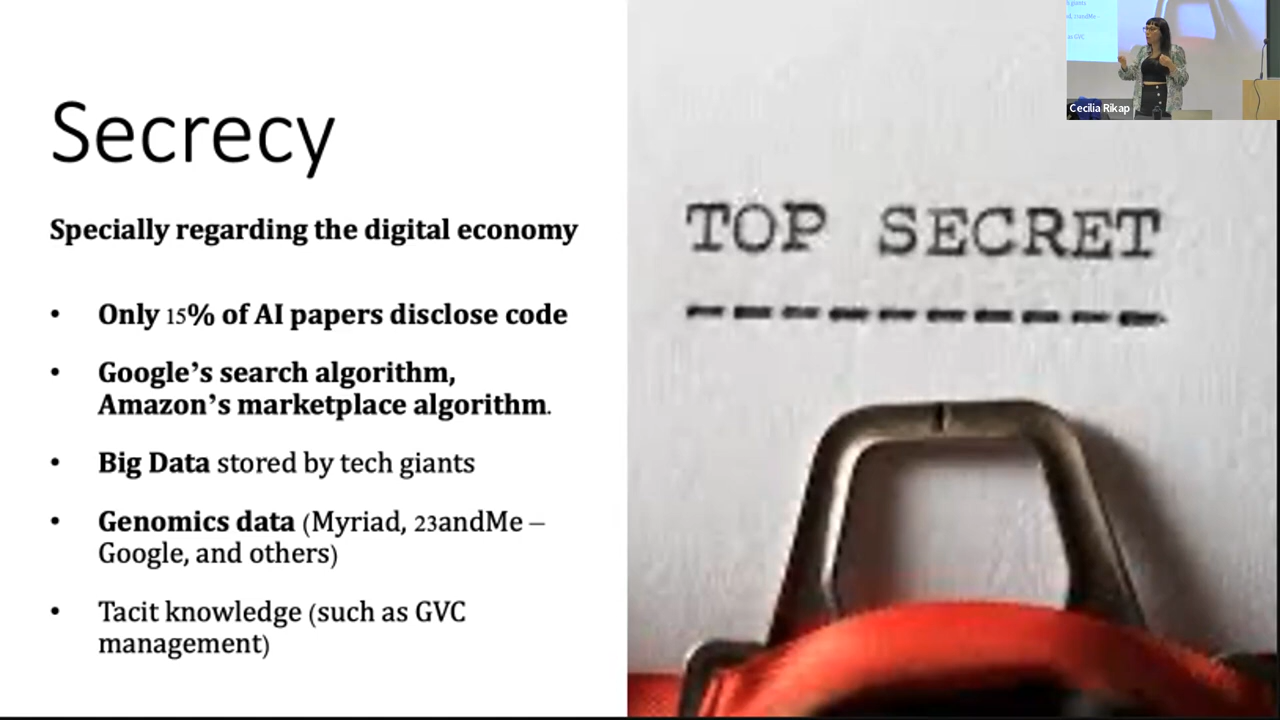 Secrecy
Specially regarding the digital economy
• Only 15% of AI papers disclose code
• Google’s search algorithm,
Amazon’s marketplace algorithm.
• Big Data stored by tech giants
• Genomics data (Myriad, 23andMe –
Google, and others)
• Tacit knowledge (such as GVC
management)
TOP SECRET
Cecilia Rikap